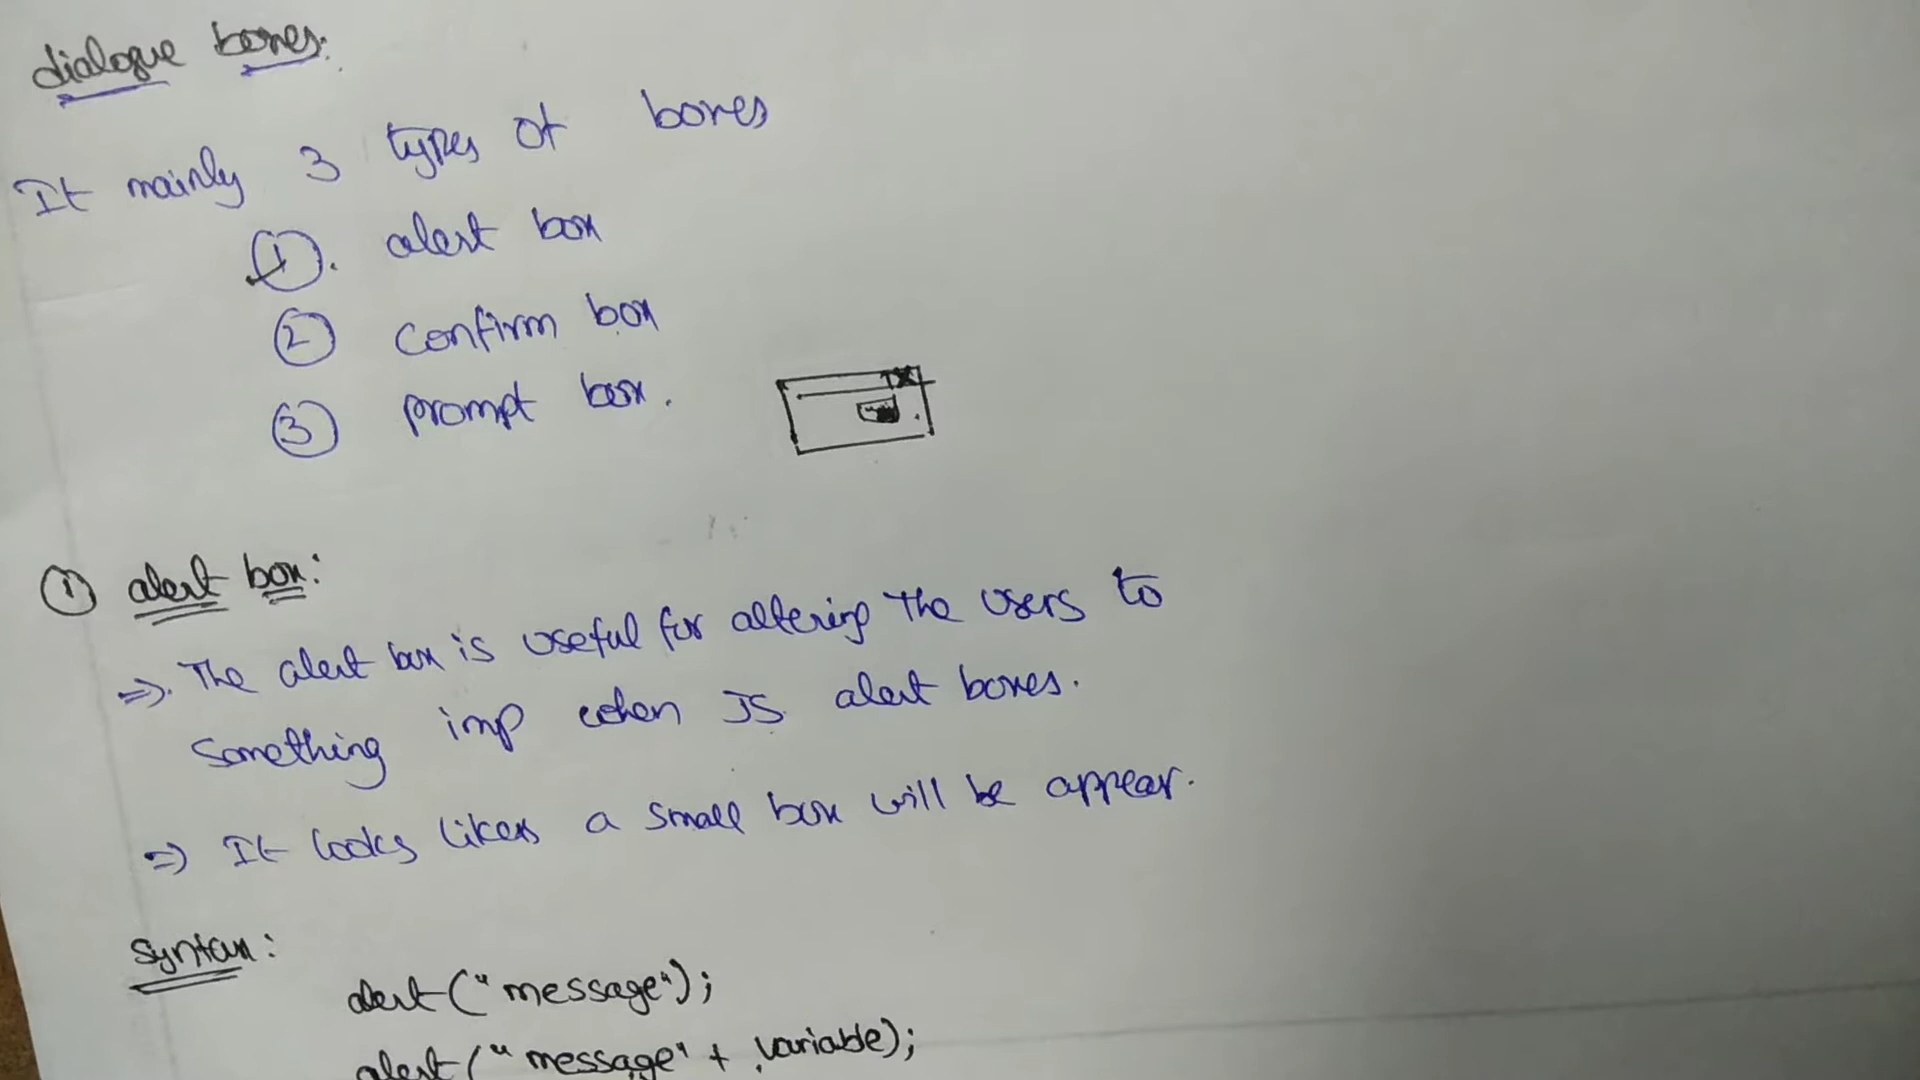 dialogue boxes:
It mainly 3 types of boxes
①. alert box
② confirm box
③ prompt box.
① alert box:
⇒. The alert box is useful for altering the users to
something imp when JS alert boxes.
⇒ It looks likes a small box will be appear.
Syntax:
alert("message");
alert("message" + variable);